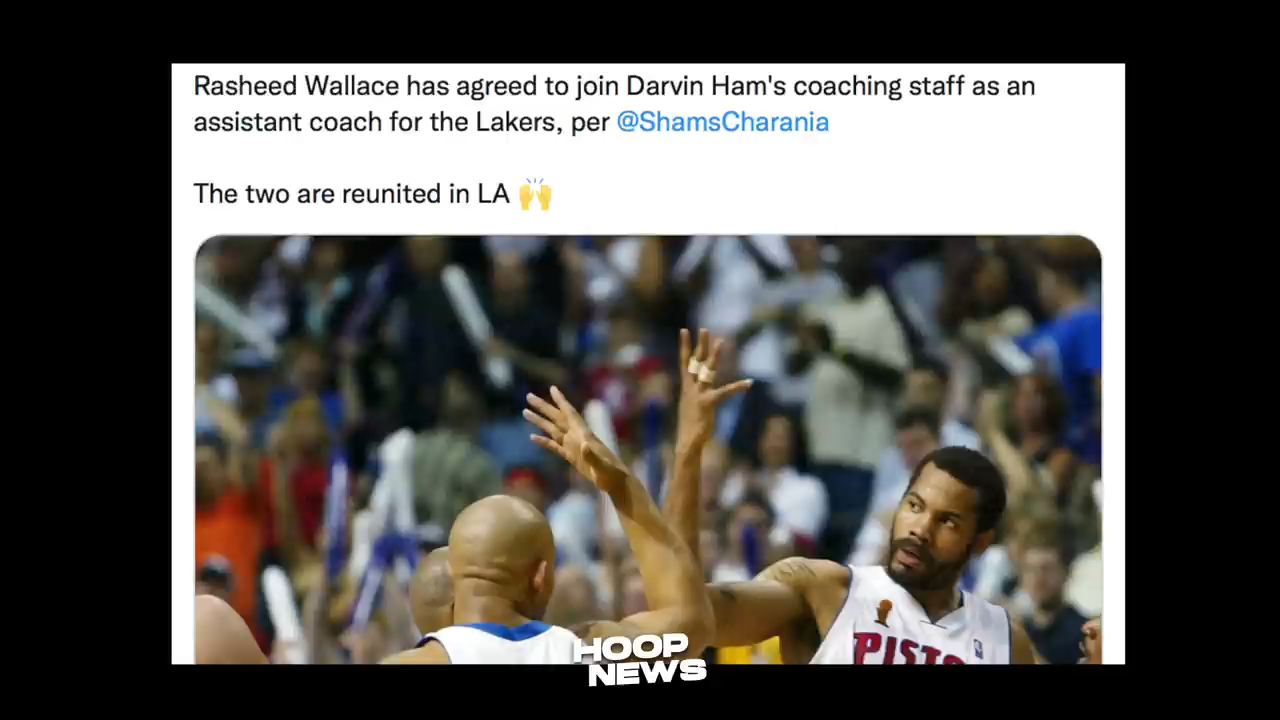 Rasheed Wallace has agreed to join Darvin Ham's coaching staff as an
assistant coach for the Lakers, per @ShamsCharania
The two are reunited in LA 🙌
PISTO
HOOP
NEWS